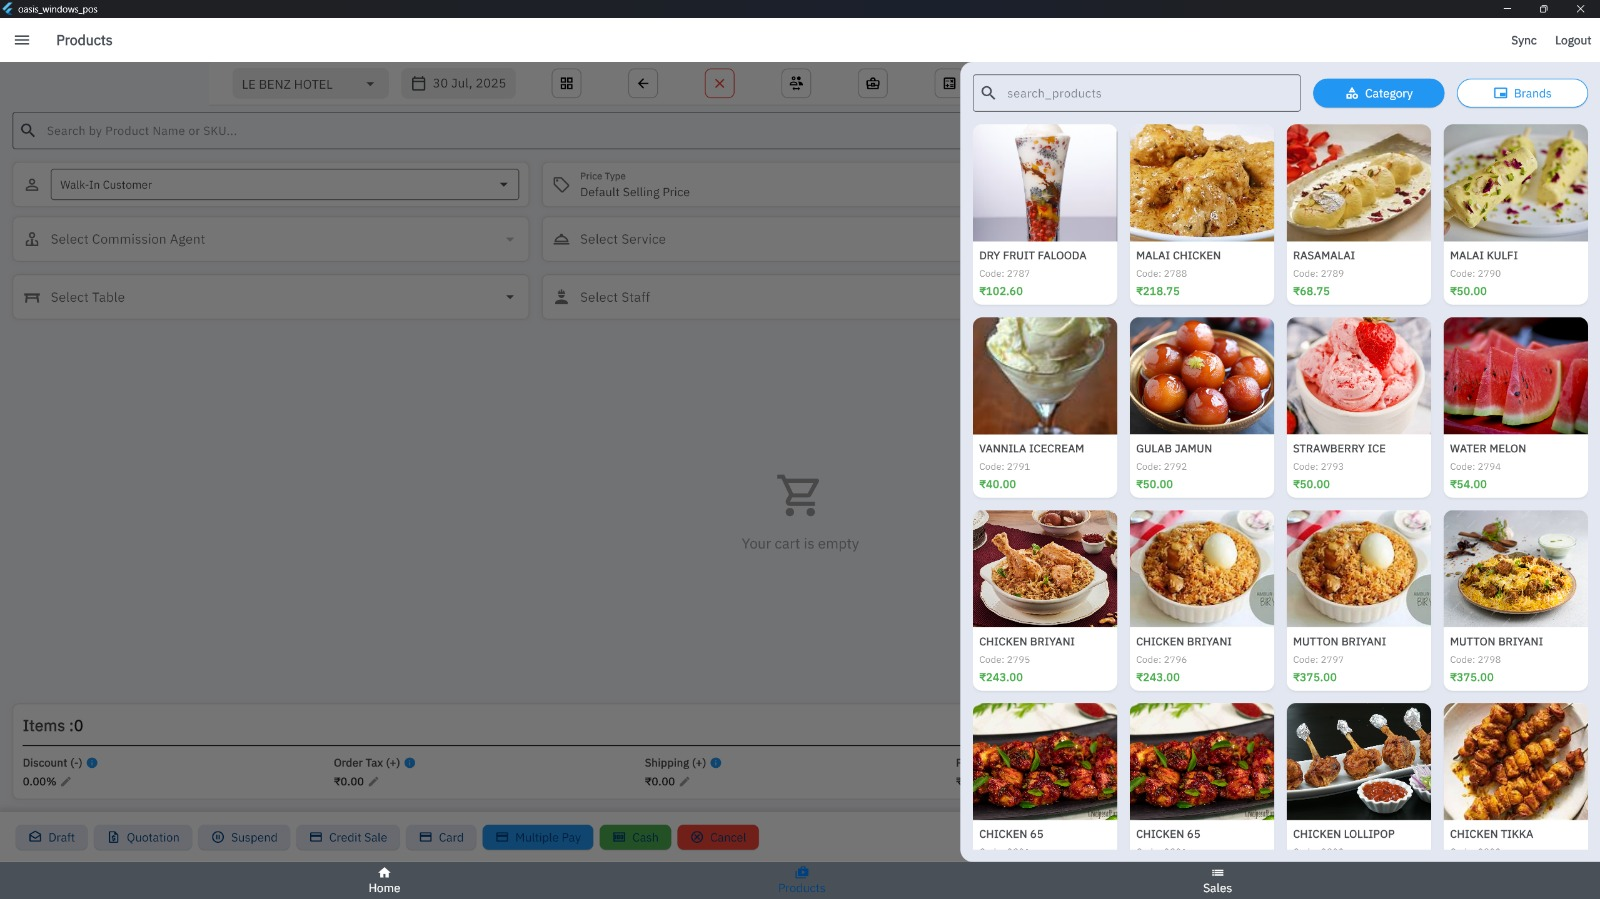 oasis_windows_pos
Products
Sync
Logout
LE BENZ HOTEL
30 Jul, 2025
Search by Product Name or SKU...
Walk-In Customer
Price Type
Default Selling Price
Select Commission Agent
Select Service
Select Table
Select Staff
Your cart is empty
Items :0
Discount (-)
Order Tax (+)
Shipping (+)
0.00%
₹0.00
₹0.00
Draft
Quotation
Suspend
Credit Sale
Card
Multiple Pay
Cash
Cancel
search_products
Category
Brands
DRY FRUIT FALOODA
Code: 2787
₹102.60
MALAI CHICKEN
Code: 2788
₹218.75
RASAMALAI
Code: 2789
₹68.75
MALAI KULFI
Code: 2790
₹50.00
VANNILA ICECREAM
Code: 2791
₹40.00
GULAB JAMUN
Code: 2792
₹50.00
STRAWBERRY ICE
Code: 2793
₹50.00
WATER MELON
Code: 2794
₹54.00
CHICKEN BRIYANI
Code: 2795
₹243.00
CHICKEN BRIYANI
Code: 2796
₹243.00
MUTTON BRIYANI
Code: 2797
₹375.00
MUTTON BRIYANI
Code: 2798
₹375.00
CHICKEN 65
CHICKEN 65
CHICKEN LOLLIPOP
CHICKEN TIKKA
Home
Products
Sales